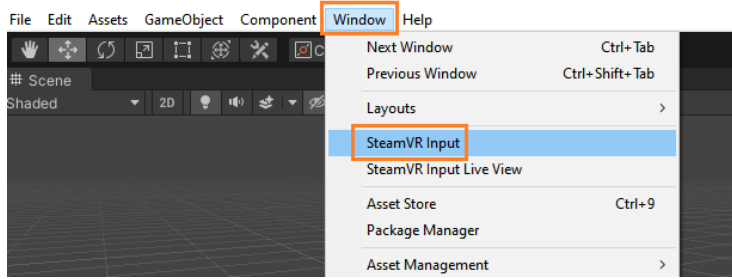 File Edit Assets GameObject Component Window Help
C
Next Window Ctrl+Tab
# Scene
Previous Window Ctrl+Shift+Tab
Shaded 2D
Layouts >
SteamVR Input
SteamVR Input Live View
Asset Store Ctrl+9
Package Manager
Asset Management >